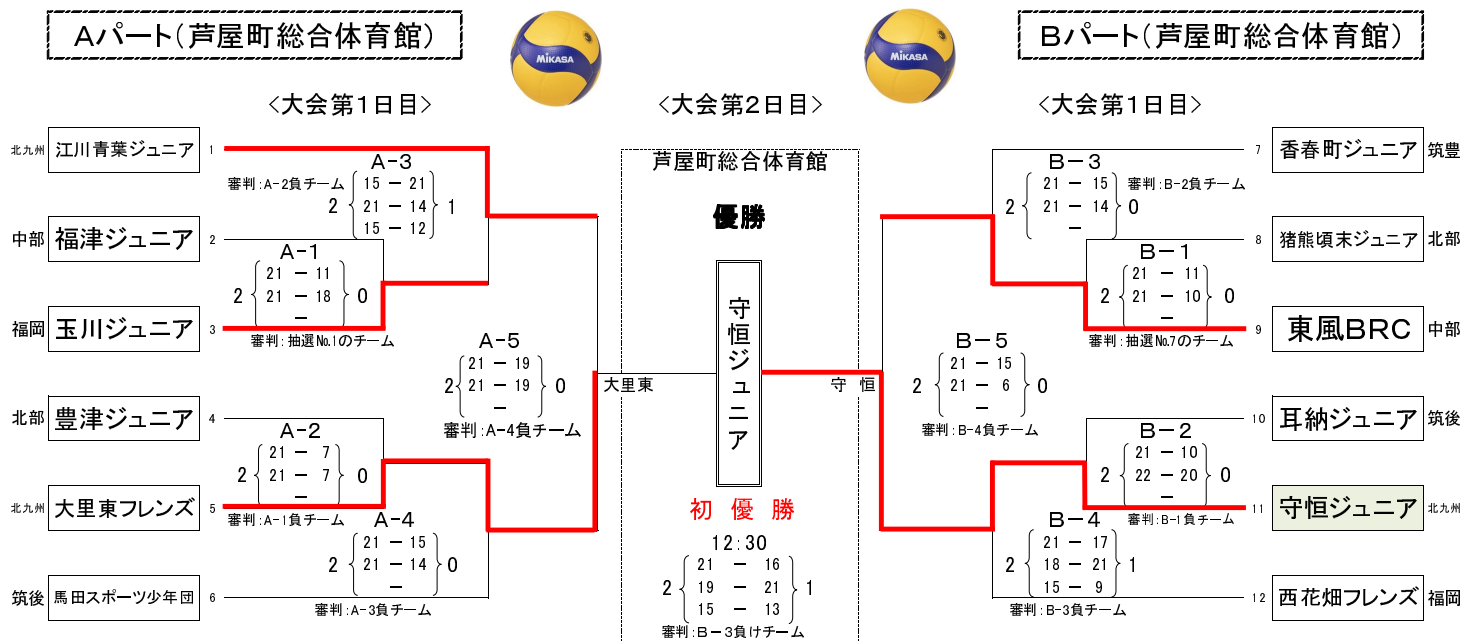 Aパート(芦屋町総合体育館)
MIKASA
MIKASA
Bパート(芦屋町総合体育館)
<大会第1日目>
<大会第2日目>
<大会第1日目>
北九州 江川青葉ジュニア 1
A-3
審判:A-2負チーム
15 - 21
2 21 - 14 1
15 - 12
中部 福津ジュニア 2
A-1
21 - 11
2 21 - 18 0
-
福岡 玉川ジュニア 3
審判:抽選No.1のチーム
A-5
21 - 19
2 21 - 19 0
-
審判:A-4負チーム
北部 豊津ジュニア 4
A-2
21 - 7
2 21 - 7 0
-
北九州 大里東フレンズ 5
審判:A-1負チーム
A-4
21 - 15
2 21 - 14 0
-
筑後 馬田スポーツ少年団 6
審判:A-3負チーム
芦屋町総合体育館
優勝
守恒ジュニア
大里東
守 恒
初 優 勝
12:30
21 - 16
2 19 - 21 1
15 - 13
審判:B-3負けチーム
7 香春町ジュニア 筑豊
B-3
審判:B-2負チーム
21 - 15
2 21 - 14 0
-
8 猪熊頃末ジュニア 北部
B-1
21 - 11
2 21 - 10 0
-
9 東風BRC 中部
審判:抽選No.7のチーム
B-5
21 - 15
2 21 - 6 0
-
審判:B-4負チーム
10 耳納ジュニア 筑後
B-2
21 - 10
2 22 - 20 0
-
11 守恒ジュニア 北九州
審判:B-1負チーム
B-4
21 - 17
2 18 - 21 1
15 - 9
12 西花畑フレンズ 福岡
審判:B-3負チーム